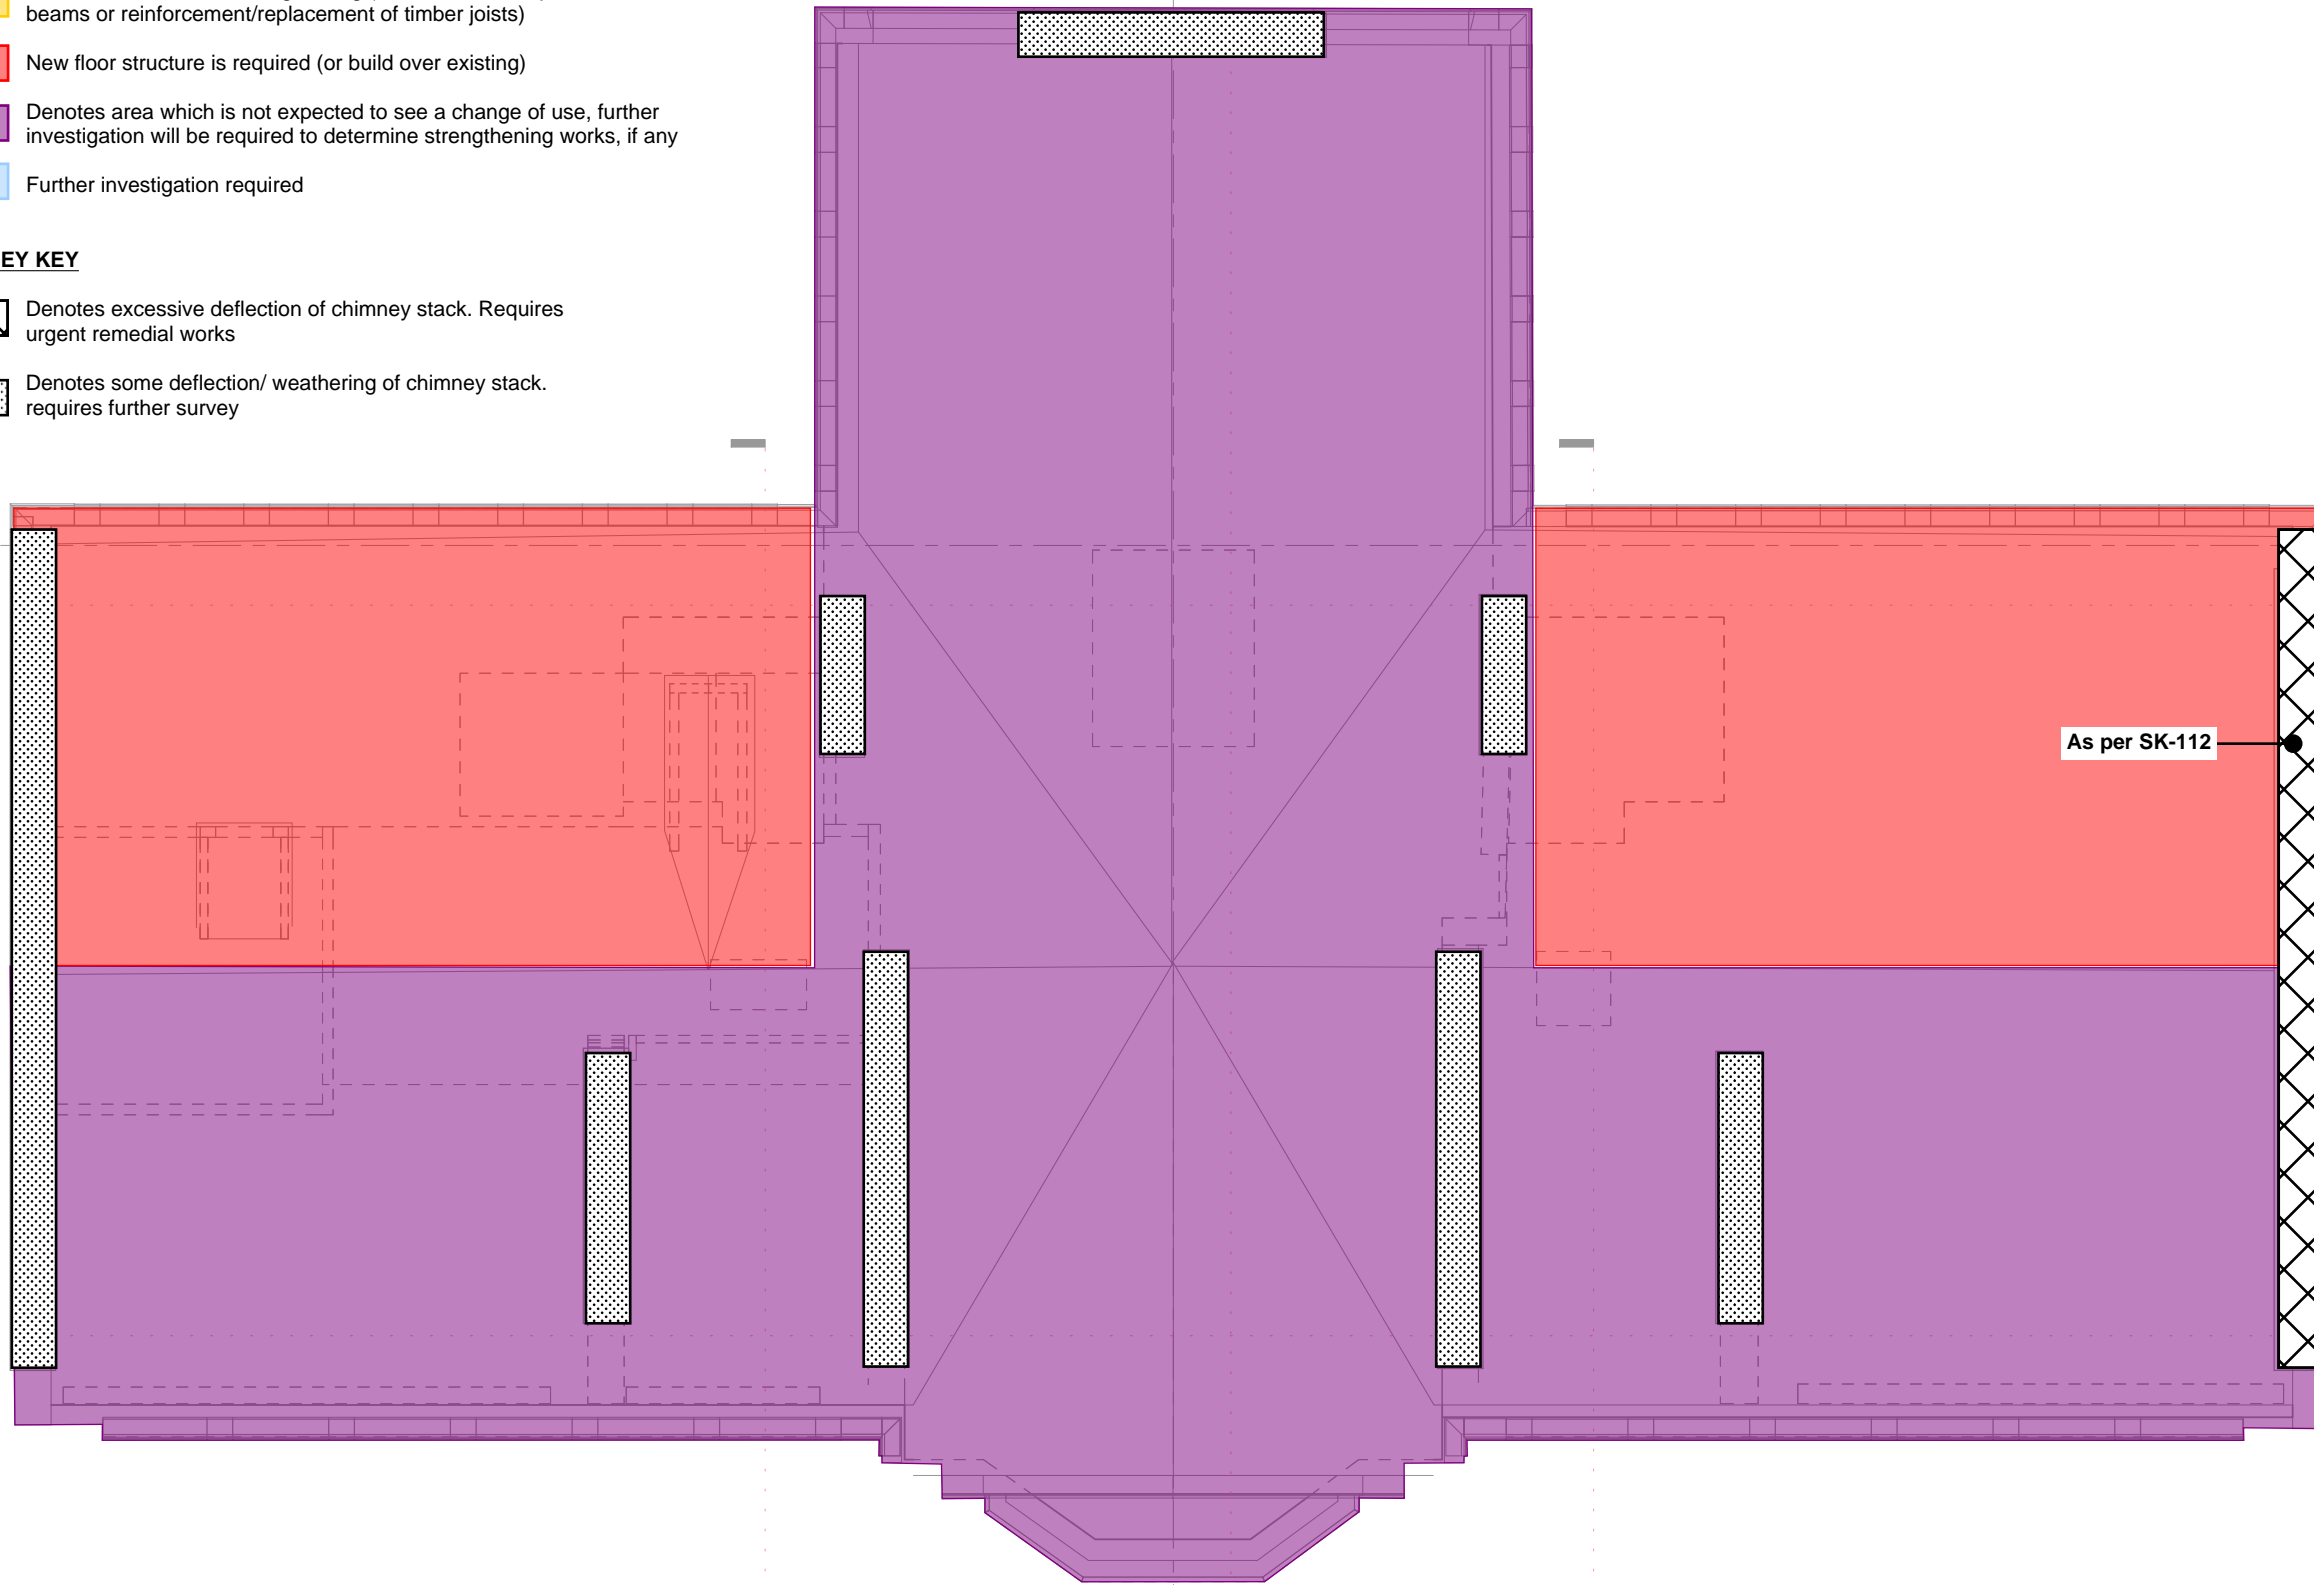 beams or reinforcement/replacement of timber joists)
New floor structure is required (or build over existing)
Denotes area which is not expected to see a change of use, further
investigation will be required to determine strengthening works, if any
Further investigation required
EY KEY
Denotes excessive deflection of chimney stack. Requires
urgent remedial works
Denotes some deflection/ weathering of chimney stack.
requires further survey
As per SK-112